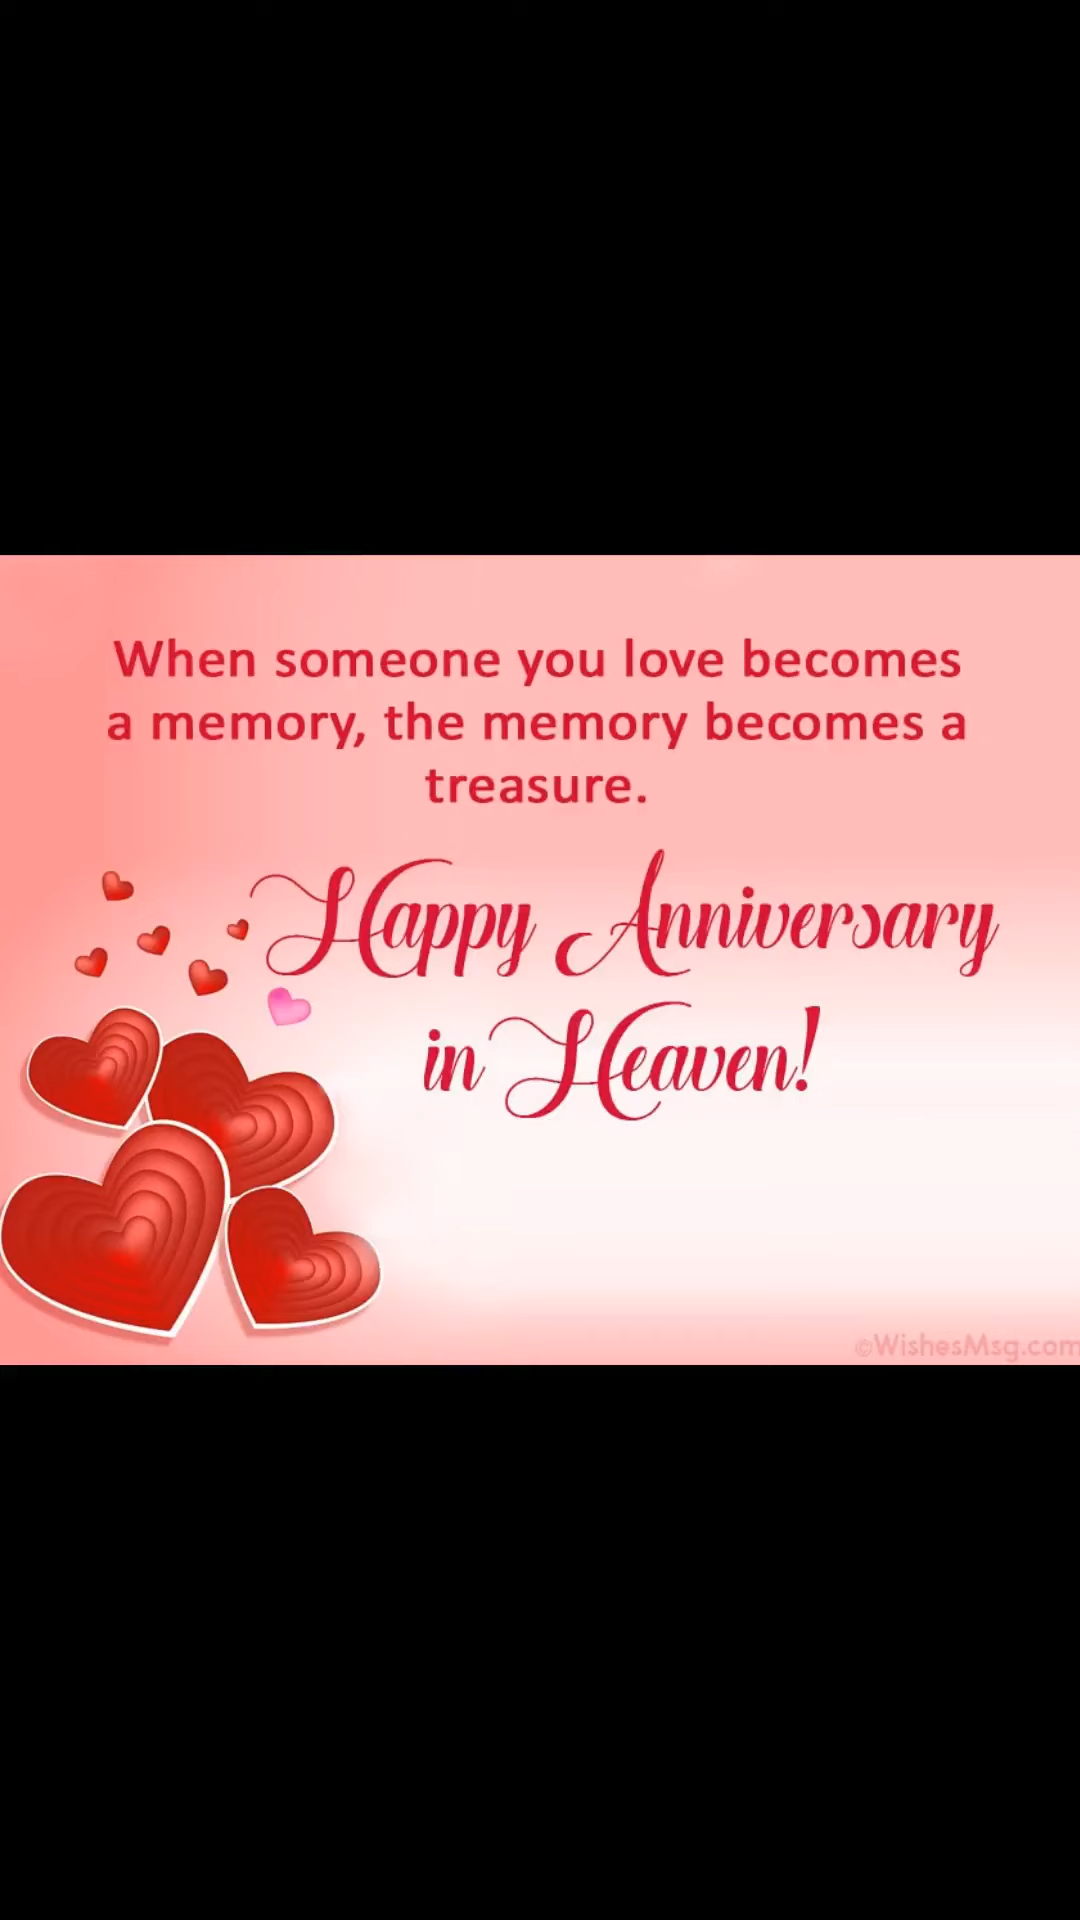 When someone you love becomes
a memory, the memory becomes a
treasure.
Happy Anniversary
in Heaven!
©WishesMsg.com